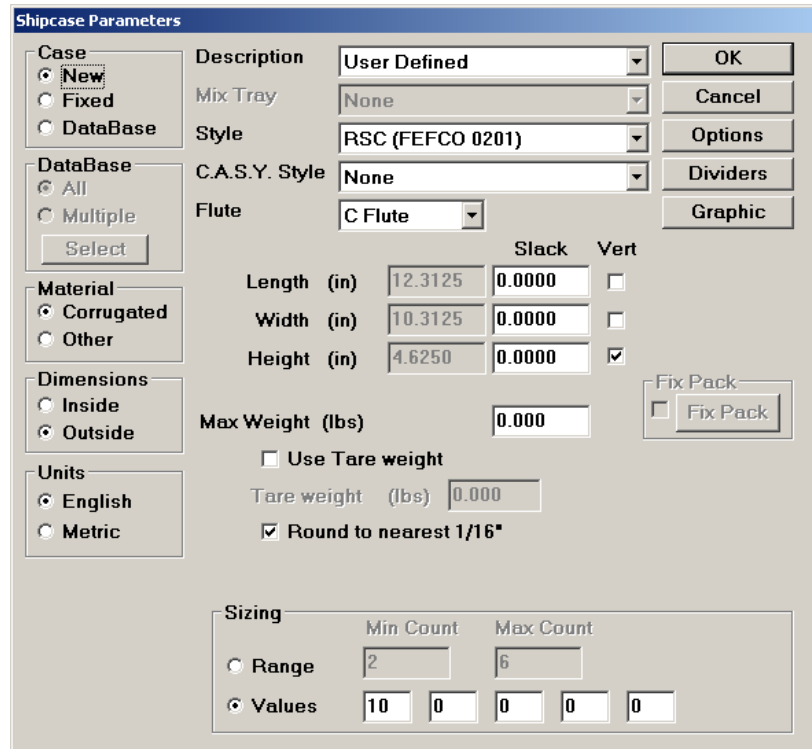 Shipcase Parameters
Case
New
Fixed
DataBase
DataBase
All
Multiple
Select
Material
Corrugated
Other
Dimensions
Inside
Outside
Units
English
Metric
Description User Defined
Mix Tray None
Style RSC (FEFCO 0201)
C.A.S.Y. Style None
Flute C Flute
Slack Vert
Length (in) 12.3125 0.0000
Width (in) 10.3125 0.0000
Height (in) 4.6250 0.0000
Max Weight (lbs) 0.000
Use Tare weight
Tare weight (lbs) 0.000
Round to nearest 1/16"
OK
Cancel
Options
Dividers
Graphic
Fix Pack
Fix Pack
Sizing
Min Count Max Count
Range 2 6
Values 10 0 0 0 0